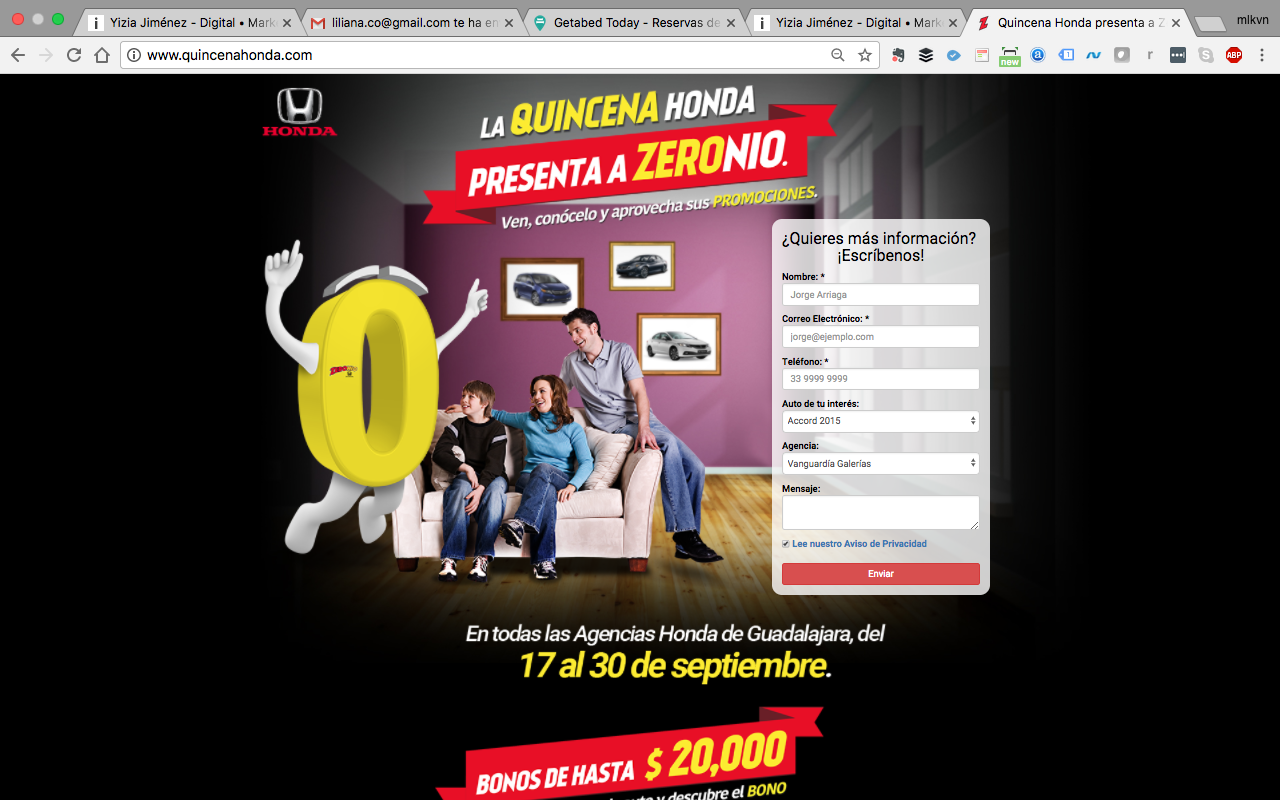 Yizia Jiménez - Digital • Mark
liliana.co@gmail.com te ha en
Getabed Today - Reservas de
Yizia Jiménez - Digital • Mark
Quincena Honda presenta a Z
mlkvn
www.quincenahonda.com
new
r
ABP
HONDA
LA QUINCENA HONDA
PRESENTA A ZERONIO.
Ven, conócelo y aprovecha sus PROMOCIONES.
¿Quieres más información?
¡Escríbenos!
Nombre: *
Jorge Arriaga
Correo Electrónico: *
jorge@ejemplo.com
Teléfono: *
33 9999 9999
Auto de tu interés:
Accord 2015
Agencia:
Vanguardía Galerías
Mensaje:
Lee nuestro Aviso de Privacidad
Enviar
En todas las Agencias Honda de Guadalajara, del
17 al 30 de septiembre.
BONOS DE HASTA $ 20,000
y descubre el BONO